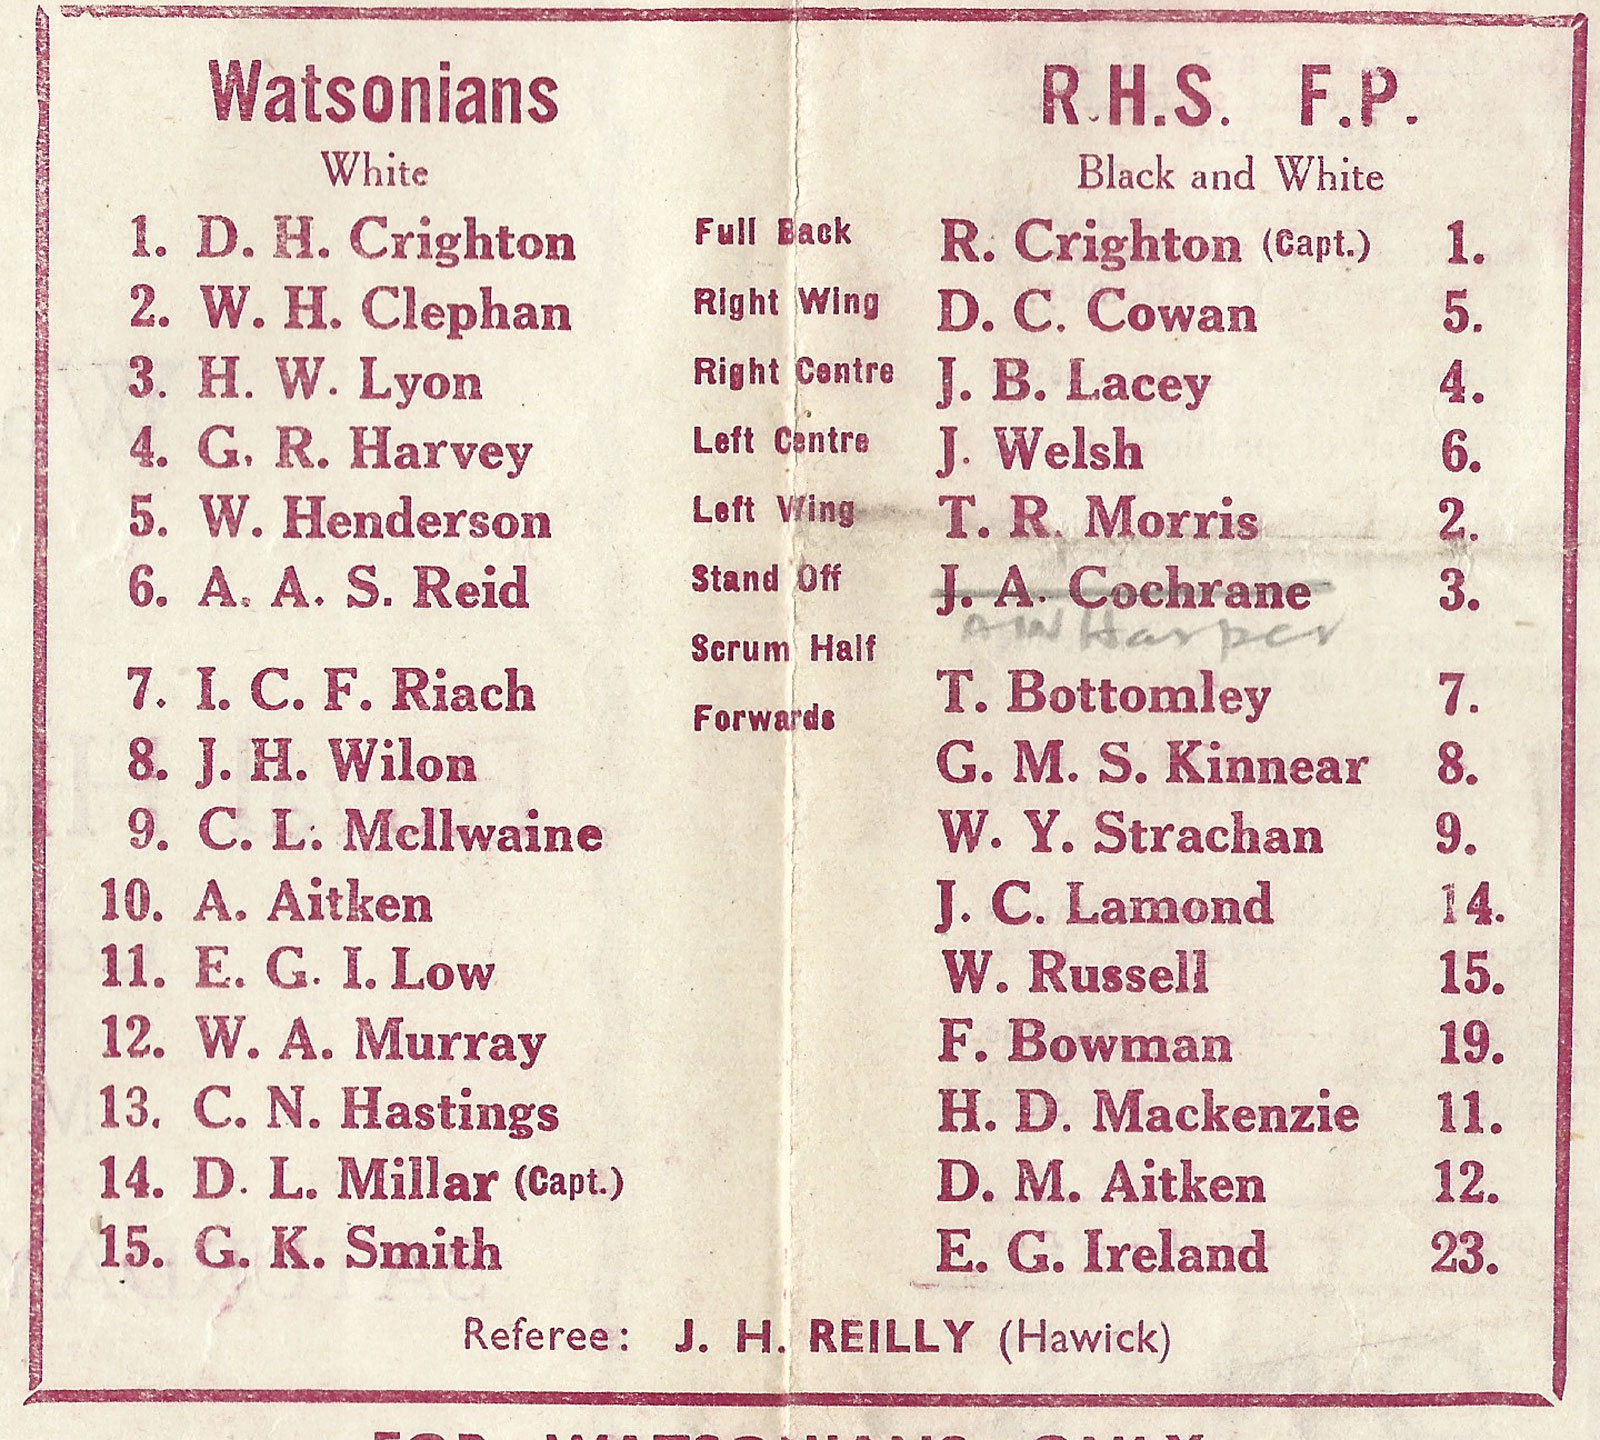 Watsonians R.H.S. F.P.
White Black and White
1. D. H. Crighton Full Back R. Crighton (Capt.) 1.
2. W. H. Clephan Right Wing D. C. Cowan 5.
3. H. W. Lyon Right Centre J. B. Lacey 4.
4. G. R. Harvey Left Centre J. Welsh 6.
5. W. Henderson Left Wing T. R. Morris 2.
6. A. A. S. Reid Stand Off J. A. Cochrane 3.
Harper
Scrum Half
7. I. C. F. Riach T. Bottomley 7.
Forwards
8. J. H. Wilon G. M. S. Kinnear 8.
9. C. L. McIlwaine W. Y. Strachan 9.
10. A. Aitken J. C. Lamond 14.
11. E. G. I. Low W. Russell 15.
12. W. A. Murray F. Bowman 19.
13. C. N. Hastings H. D. Mackenzie 11.
14. D. L. Millar (Capt.) D. M. Aitken 12.
15. G. K. Smith E. G. Ireland 23.
Referee: J. H. REILLY (Hawick)